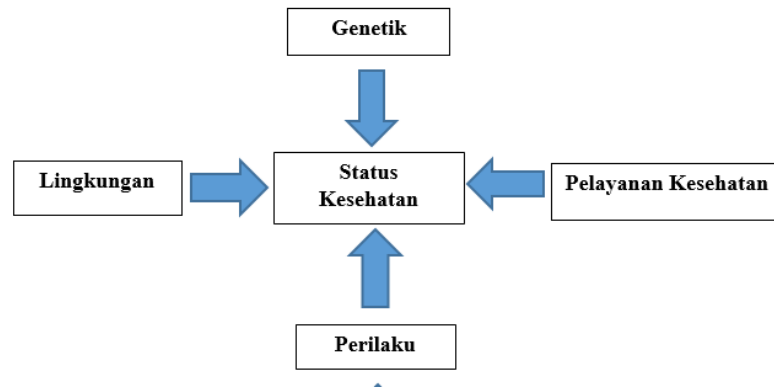 Genetik
Lingkungan
Status
Kesehatan
Pelayanan Kesehatan
Perilaku